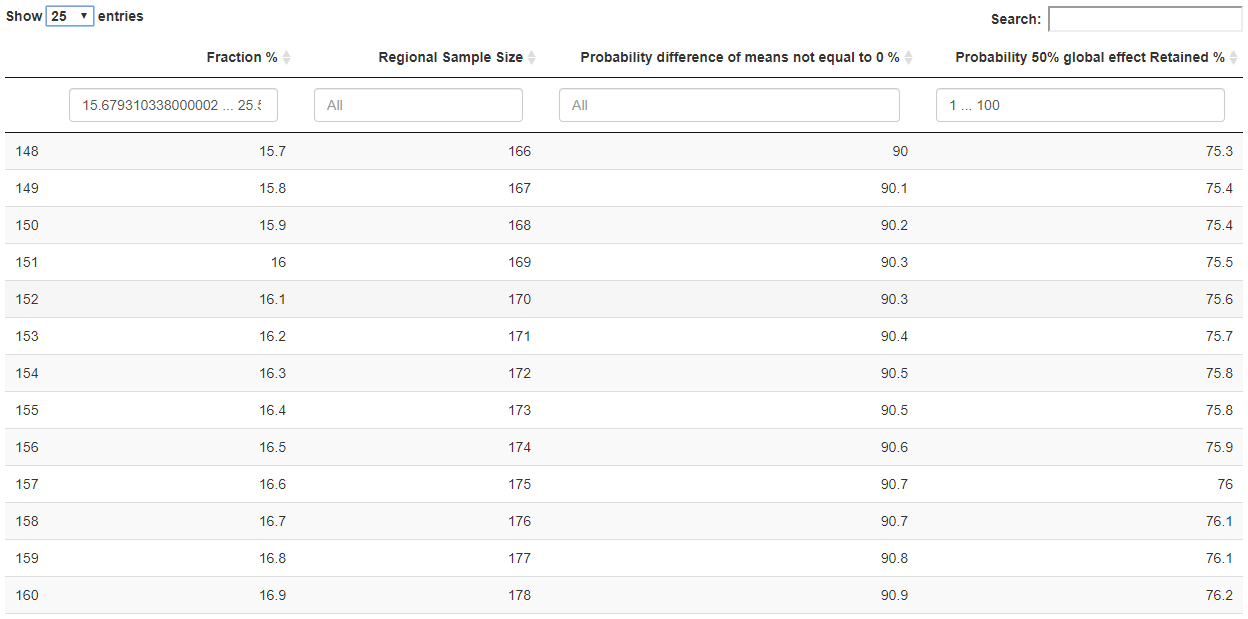 Show 25 entries Search:
Fraction % Regional Sample Size Probability difference of means not equal to 0 % Probability 50% global effect Retained %
15.679310338000002 ... 25.5 All All 1 ... 100
148 15.7 166 90 75.3
149 15.8 167 90.1 75.4
150 15.9 168 90.2 75.4
151 16 169 90.3 75.5
152 16.1 170 90.3 75.6
153 16.2 171 90.4 75.7
154 16.3 172 90.5 75.8
155 16.4 173 90.5 75.8
156 16.5 174 90.6 75.9
157 16.6 175 90.7 76
158 16.7 176 90.7 76.1
159 16.8 177 90.8 76.1
160 16.9 178 90.9 76.2